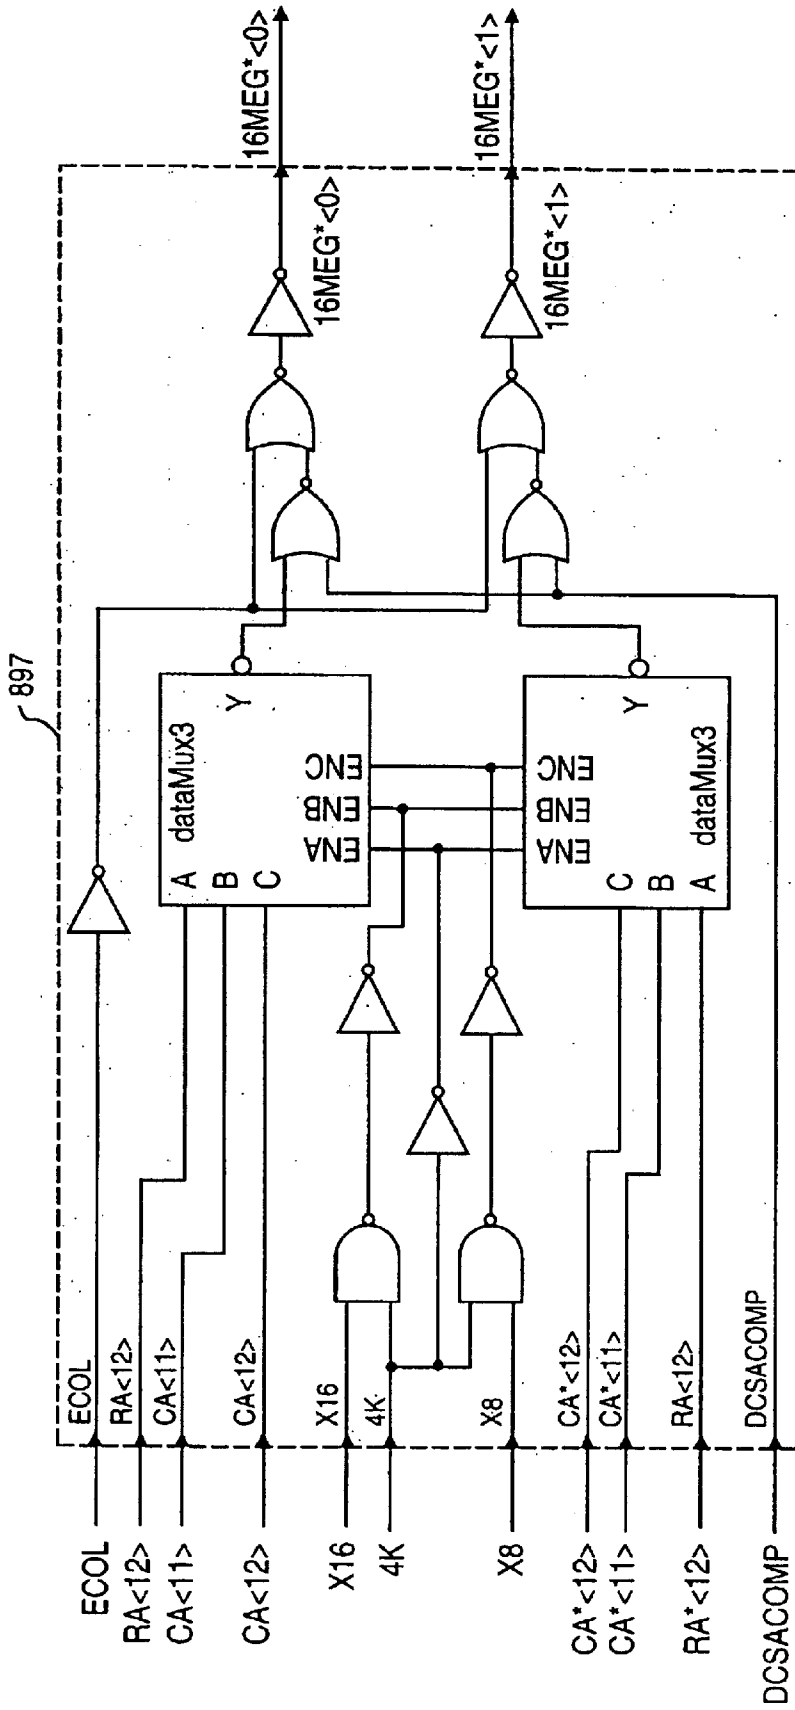 897
ECOL
ECOL
RA<12>
RA<12>
CA<11>
CA<11>
CA<12>
CA<12>
X16
X16
4K
4K
X8
X8
CA*<12>
CA*<12>
CA*<11>
CA*<11>
RA*<12>
RA<12>
DCSACOMP
DCSACOMP
A
B
C
dataMux3
Y
ENA
ENB
ENC
C
B
A
dataMux3
Y
ENA
ENB
ENC
16MEG*<0>
16MEG*<0>
16MEG*<1>
16MEG*<1>